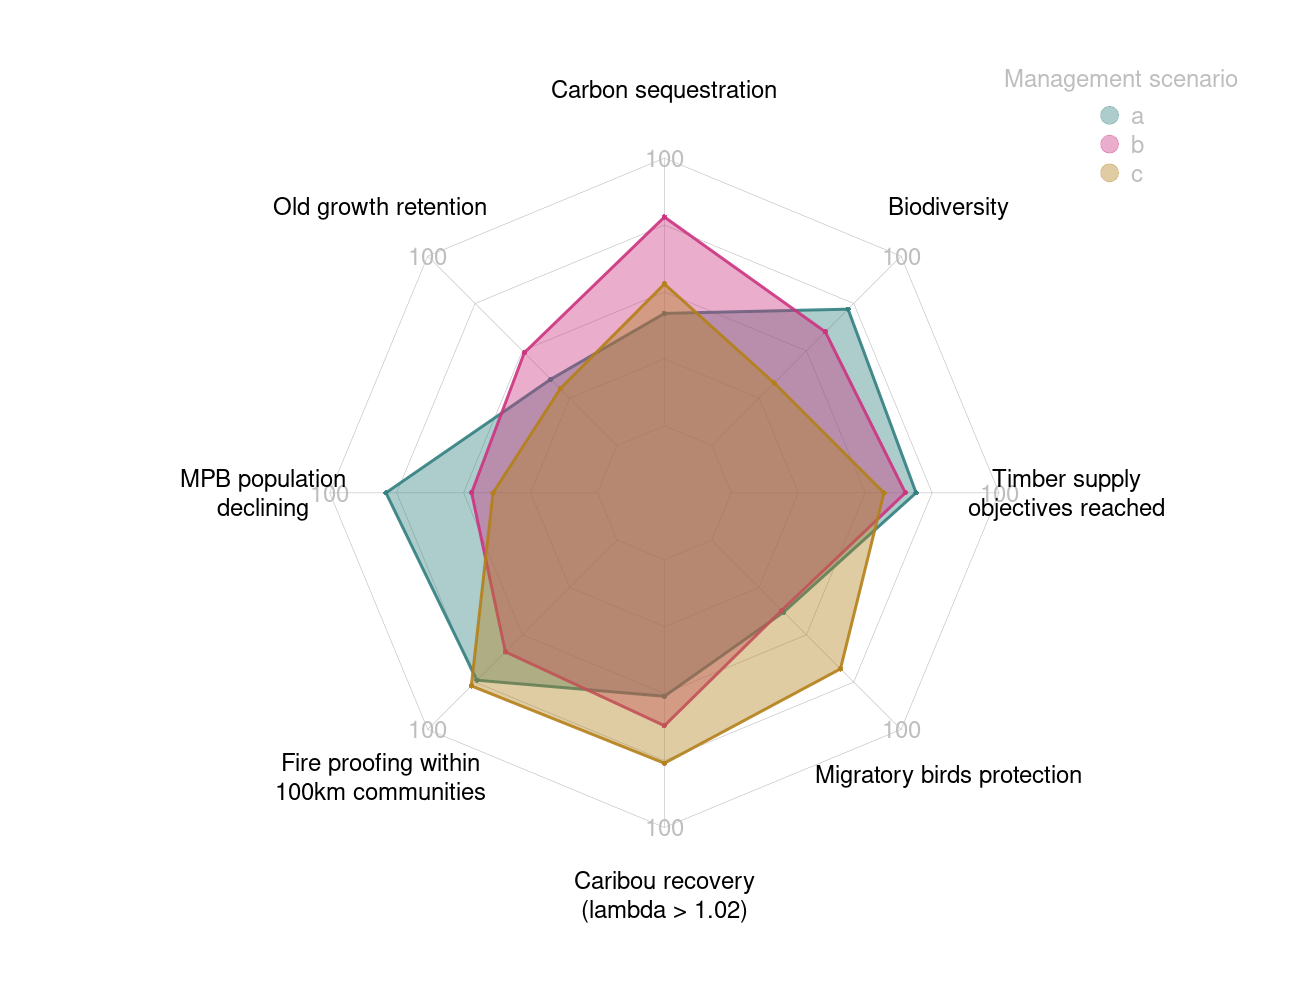 Management scenario
a
b
c
Carbon sequestration
100
Old growth retention
Biodiversity
100
100
MPB population
declining
100
Timber supply
objectives reached
100
100
100
Fire proofing within
100km communities
Migratory birds protection
100
Caribou recovery
(lambda > 1.02)